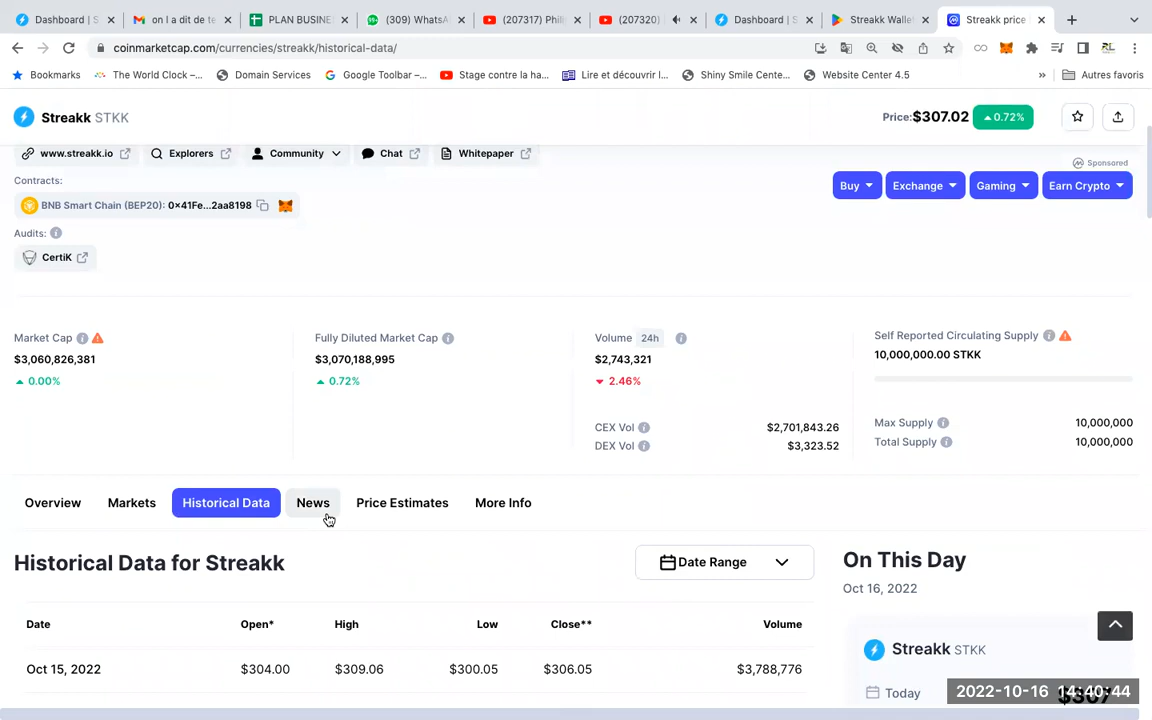 Dashboard | S
on l a dit de te
PLAN BUSINE
(309) WhatsA
(207317) Phil
(207320)
Dashboard | S
Streakk Wallet
Streakk price
coinmarketcap.com/currencies/streakk/historical-data/
Bookmarks
The World Clock –...
Domain Services
Google Toolbar –...
Stage contre la ha...
Lire et découvrir l...
Shiny Smile Cente...
Website Center 4.5
»
Autres favoris
Streakk STKK
Price:$307.02
0.72%
www.streakk.io
Explorers
Community
Chat
Whitepaper
Sponsored
Contracts:
Buy
Exchange
Gaming
Earn Crypto
BNB Smart Chain (BEP20): 0×41Fe...2aa8198
Audits:
CertiK
Market Cap
Fully Diluted Market Cap
Volume 24h
Self Reported Circulating Supply
$3,060,826,381
$3,070,188,995
$2,743,321
10,000,000.00 STKK
0.00%
0.72%
2.46%
CEX Vol $2,701,843.26
Max Supply 10,000,000
DEX Vol $3,323.52
Total Supply 10,000,000
Overview
Markets
Historical Data
News
Price Estimates
More Info
Historical Data for Streakk
Date Range
On This Day
Oct 16, 2022
Date Open* High Low Close** Volume
Oct 15, 2022 $304.00 $309.06 $300.05 $306.05 $3,788,776
Streakk STKK
Today
2022-10-16 14:40:44